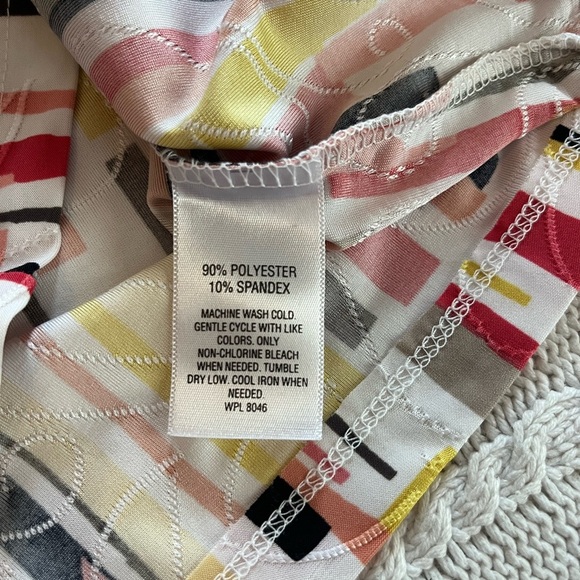 90% POLYESTER
10% SPANDEX
MACHINE WASH COLD.
GENTLE CYCLE WITH LIKE
COLORS. ONLY
NON-CHLORINE BLEACH
WHEN NEEDED. TUMBLE
DRY LOW. COOL IRON WHEN
NEEDED.
WPL 8046